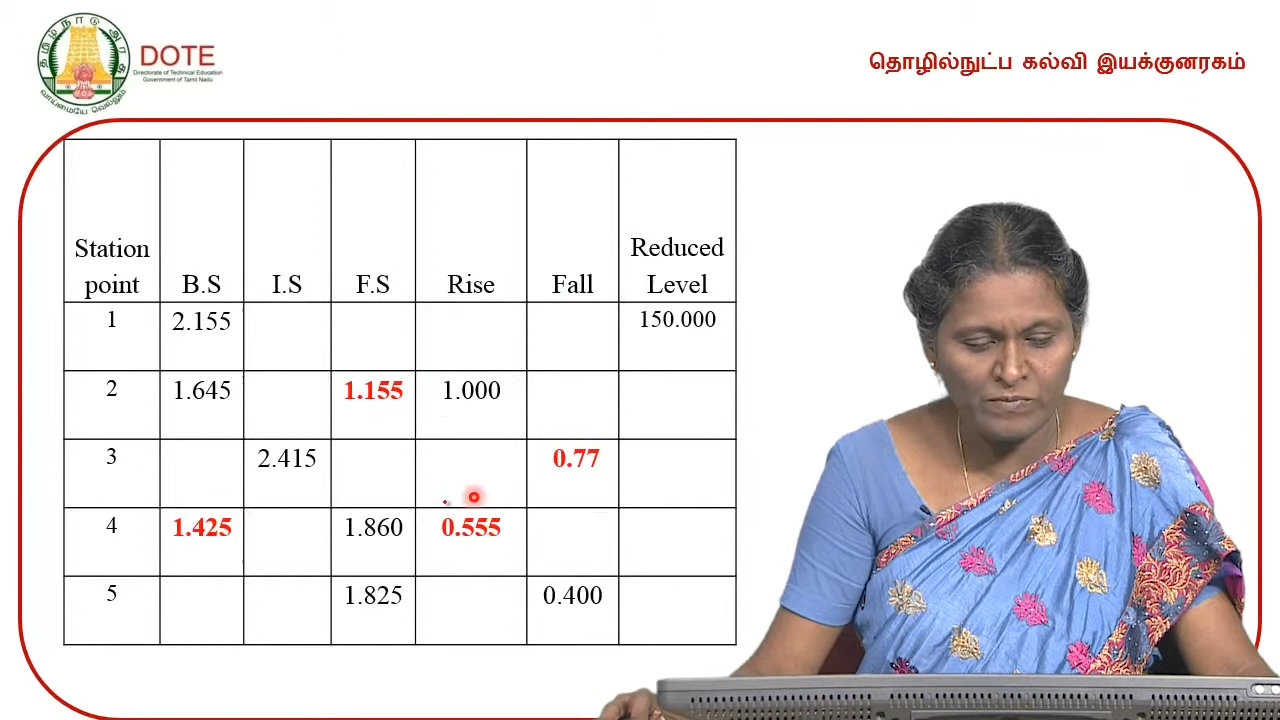 தமிழ்நாடு அரசு
வாய்மையே வெல்லும்
DOTE
Directorate of Technical Education
Government of Tamil Nadu
தொழில்நுட்ப கல்வி இயக்குனரகம்
Station point B.S I.S F.S Rise Fall Reduced Level
1 2.155 150.000
2 1.645 1.155 1.000
3 2.415 0.77
4 1.425 1.860 0.555
5 1.825 0.400